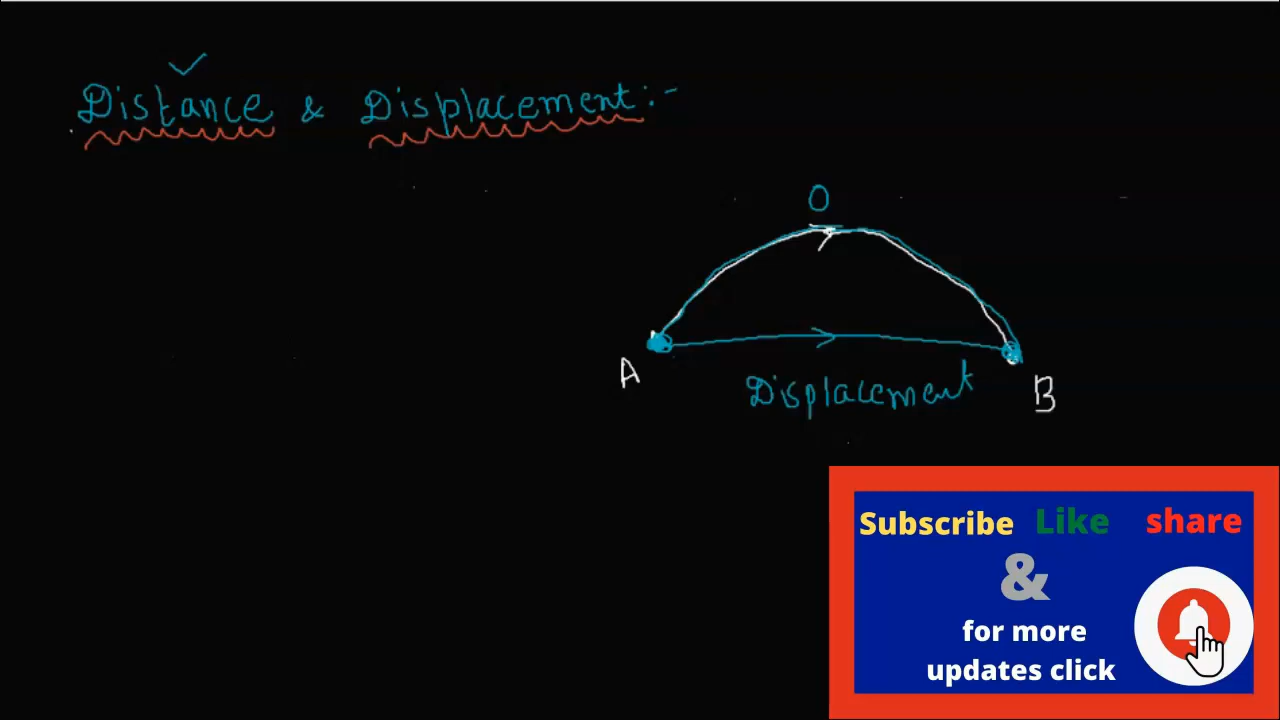 Distance & Displacement:-
O
A
Displacement
B
Subscribe Like share
&
for more
updates click